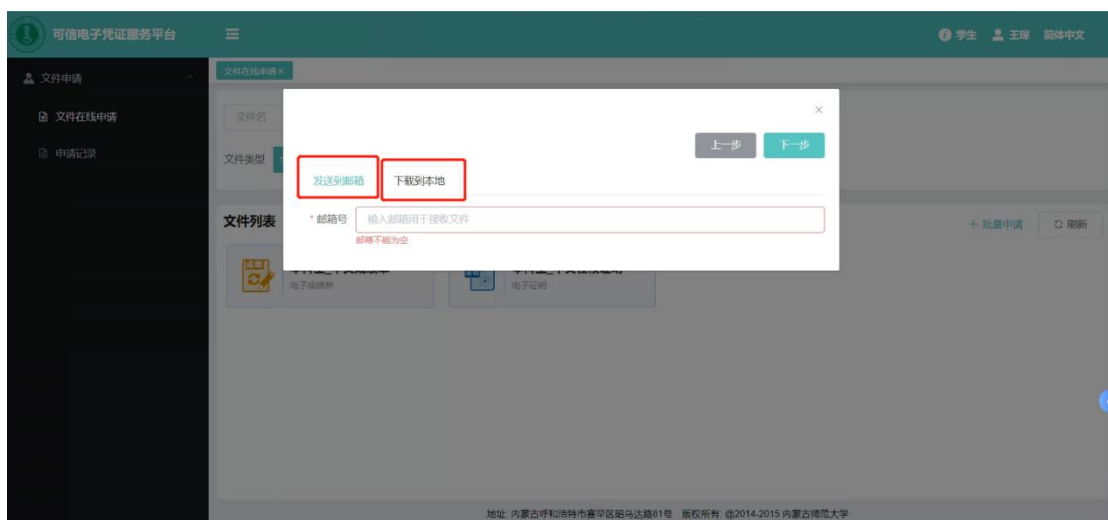 可信电子凭证服务平台
学生 王琛 简体中文
文件申请
文件在线申请×
文件在线申请
文件名
申请记录
文件类型
上一步 下一步
发送到邮箱 下载到本地
文件列表
* 邮箱号 输入邮箱用于接收文件
邮箱不能为空
+ 批量申请 刷新
电子成绩单 电子证明
地址: 内蒙古呼和浩特市赛罕区昭乌达路81号 版权所有: @2014-2015 内蒙古师范大学